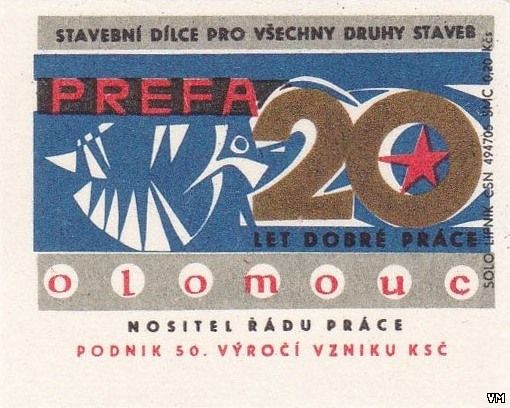 STAVEBNÍ DÍLCE PRO VŠECHNY DRUHY STAVEB
PREFA
20
LET DOBRÉ PRÁCE
olomouc
NOSITEL ŘÁDU PRÁCE
PODNIK 50. VÝROČÍ VZNIKU KSČ
SOLO LIPNÍK ČSN 494706 SMC 0,20 Kčs
VM